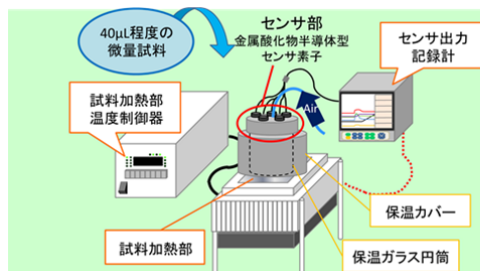 40μL程度の
微量試料
センサ部
金属酸化物半導体型
センサ素子
センサ出力
記録計
試料加熱部
温度制御器
Air
保温カバー
試料加熱部
保温ガラス円筒